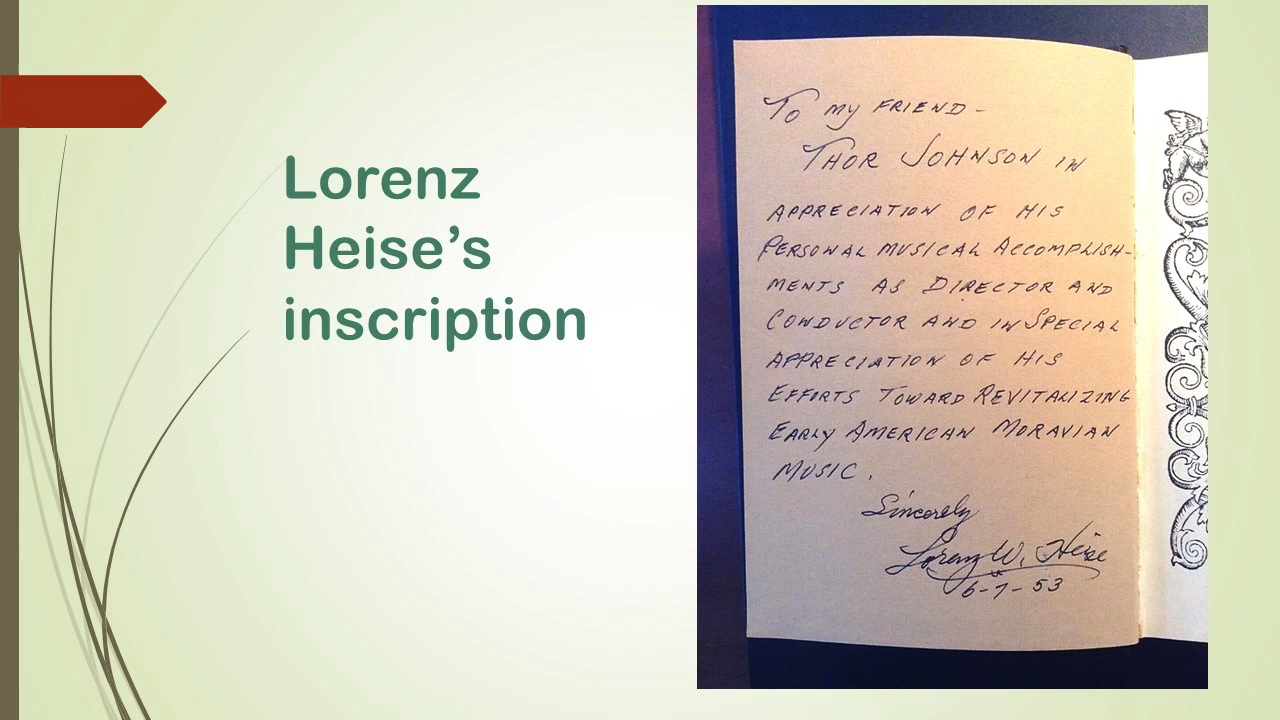 Lorenz
Heise’s
inscription
To my FRIEND -
THOR JOHNSON IN
APPRECIATION OF HIS
PERSONAL MUSICAL ACCOMPLISH-
MENTS AS DIRECTOR AND
CONDUCTOR AND IN SPECIAL
APPRECIATION OF HIS
EFFORTS TOWARD REVITALIZING
EARLY AMERICAN MORAVIAN
MUSIC.
Sincerely
Lorenz W. Heise
6-7-53